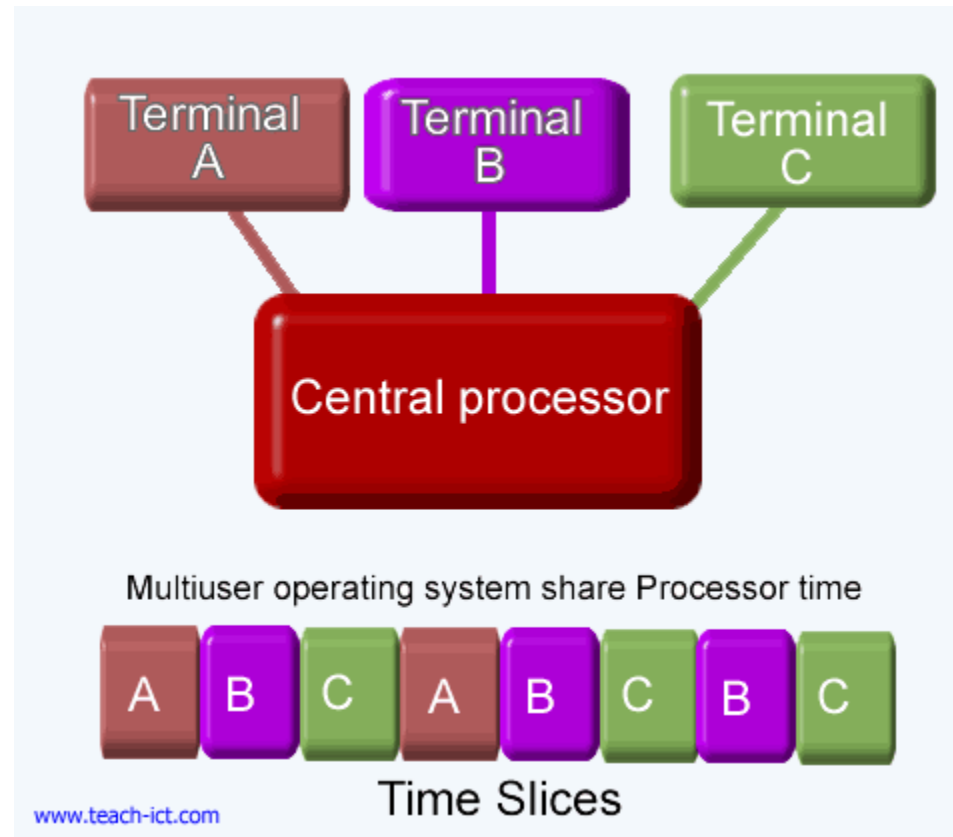 Terminal
A
Terminal
B
Terminal
C
Central processor
Multiuser operating system share Processor time
A B C A B C B C
Time Slices
www.teach-ict.com